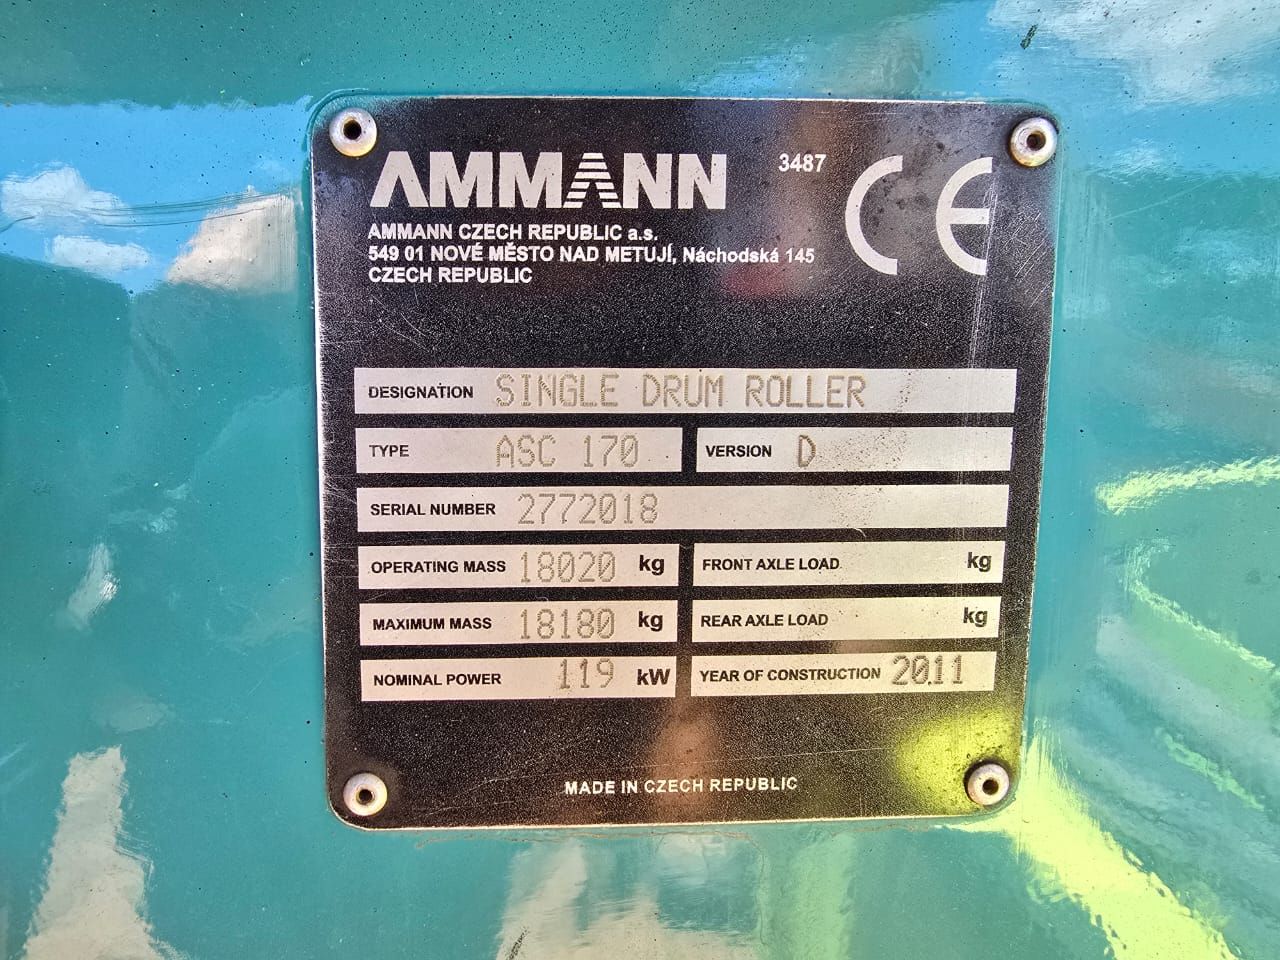 AMMANN 3487 CE
AMMANN CZECH REPUBLIC a.s.
549 01 NOVÉ MĚSTO NAD METUJÍ, Náchodská 145
CZECH REPUBLIC
DESIGNATION SINGLE DRUM ROLLER
TYPE ASC 170 VERSION D
SERIAL NUMBER 2772018
OPERATING MASS 18020 kg FRONT AXLE LOAD kg
MAXIMUM MASS 18180 kg REAR AXLE LOAD kg
NOMINAL POWER 119 kW YEAR OF CONSTRUCTION 2011
MADE IN CZECH REPUBLIC